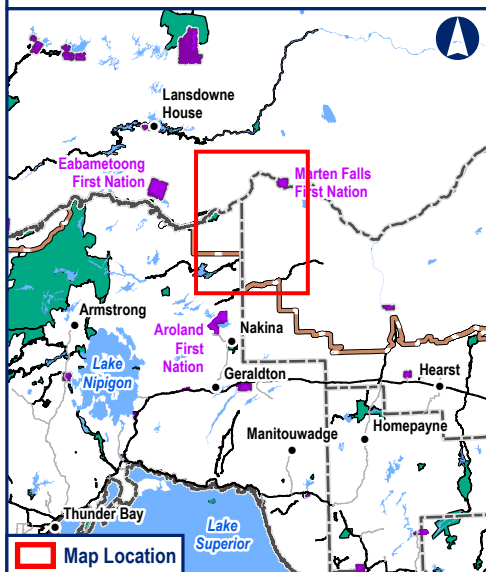 Lansdowne
House
Eabametoong
First Nation
Marten Falls
First Nation
Armstrong
Aroland
First
Nation
Nakina
Lake
Nipigon
Geraldton
Hearst
Manitouwadge
Homepayne
Thunder Bay
Lake
Superior
Map Location